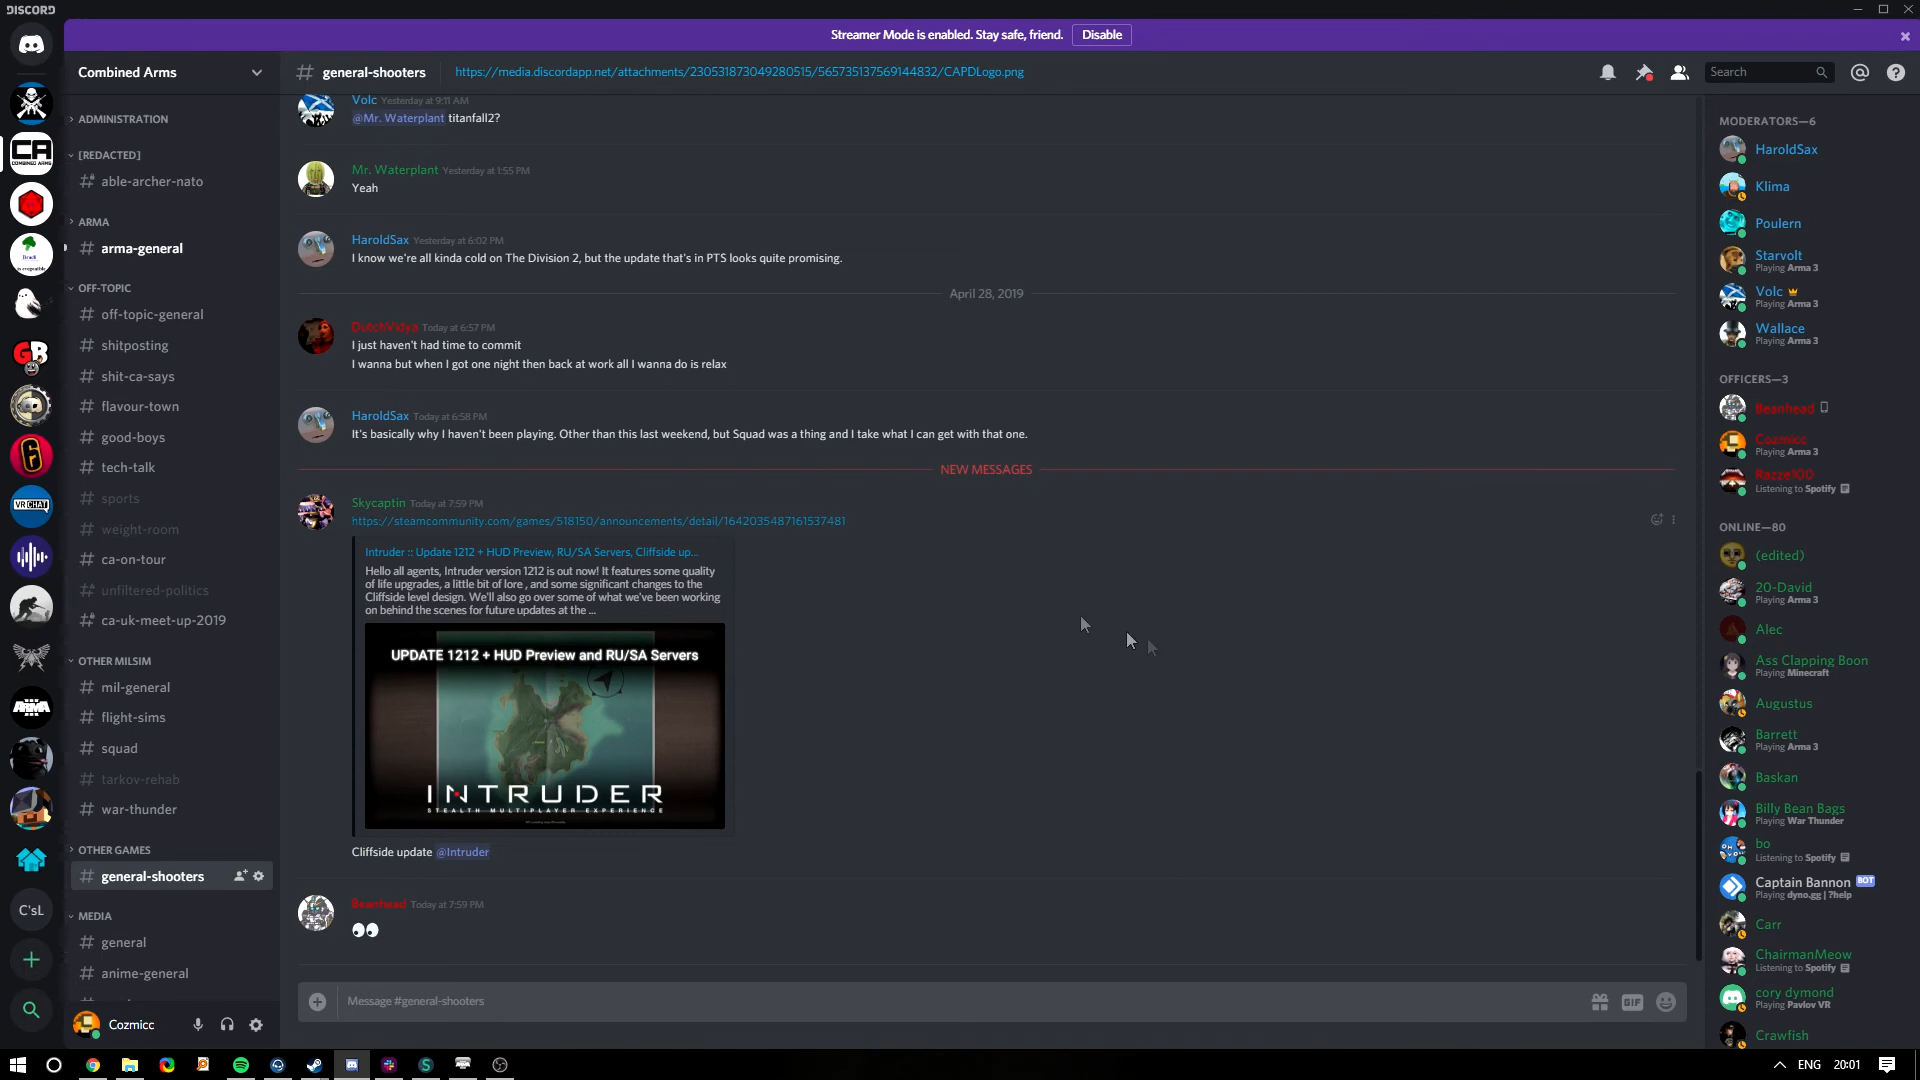 DISCORD
Streamer Mode is enabled. Stay safe, friend. Disable
Combined Arms
# general-shooters
https://media.discordapp.net/attachments/230531873049280515/565735137569144832/CAPDLogo.png
Search
ADMINISTRATION
[REDACTED]
able-archer-nato
ARMA
arma-general
OFF-TOPIC
off-topic-general
shitposting
shit-ca-says
flavour-town
good-boys
tech-talk
sports
weight-room
ca-on-tour
unfiltered-politics
ca-uk-meet-up-2019
OTHER MILSIM
mil-general
flight-sims
squad
tarkov-rehab
war-thunder
OTHER GAMES
general-shooters
MEDIA
general
anime-general
Cozmicc
CA
COMBINED ARMS
GB
VRCHAT
ARMA
C'sL
Volc Yesterday at 9:11 AM
@Mr. Waterplant titanfall2?
Mr. Waterplant Yesterday at 1:55 PM
Yeah
HaroldSax Yesterday at 6:02 PM
I know we're all kinda cold on The Division 2, but the update that's in PTS looks quite promising.
April 28, 2019
DutchVidya Today at 6:57 PM
I just haven't had time to commit
I wanna but when I got one night then back at work all I wanna do is relax
HaroldSax Today at 6:58 PM
It's basically why I haven't been playing. Other than this last weekend, but Squad was a thing and I take what I can get with that one.
NEW MESSAGES
Skycaptin Today at 7:59 PM
https://steamcommunity.com/games/518150/announcements/detail/1642035487161537481
Intruder :: Update 1212 + HUD Preview, RU/SA Servers, Cliffside up...
Hello all agents, Intruder version 1212 is out now! It features some quality
of life upgrades, a little bit of lore , and some significant changes to the
Cliffside level design. We'll also go over some of what we've been working
on behind the scenes for future updates at the ...
UPDATE 1212 + HUD Preview and RU/SA Servers
INTRUDER
STEALTH MULTIPLAYER EXPERIENCE
Cliffside update @Intruder
Beanhead Today at 7:59 PM
Message #general-shooters
GIF
MODERATORS—6
HaroldSax
Klima
Poulern
Starvolt
Playing Arma 3
Volc
Playing Arma 3
Wallace
Playing Arma 3
OFFICERS—3
Beanhead
Cozmicc
Playing Arma 3
Razze100
Listening to Spotify
ONLINE—80
(edited)
20-David
Playing Arma 3
Alec
Ass Clapping Boon
Playing Minecraft
Augustus
Barrett
Playing Arma 3
Baskan
Billy Bean Bags
Playing War Thunder
bo
Listening to Spotify
Captain Bannon BOT
Playing dyno.gg | ?help
Carr
ChairmanMeow
Listening to Spotify
cory dymond
Playing Pavlov VR
Crawfish
ENG 20:01